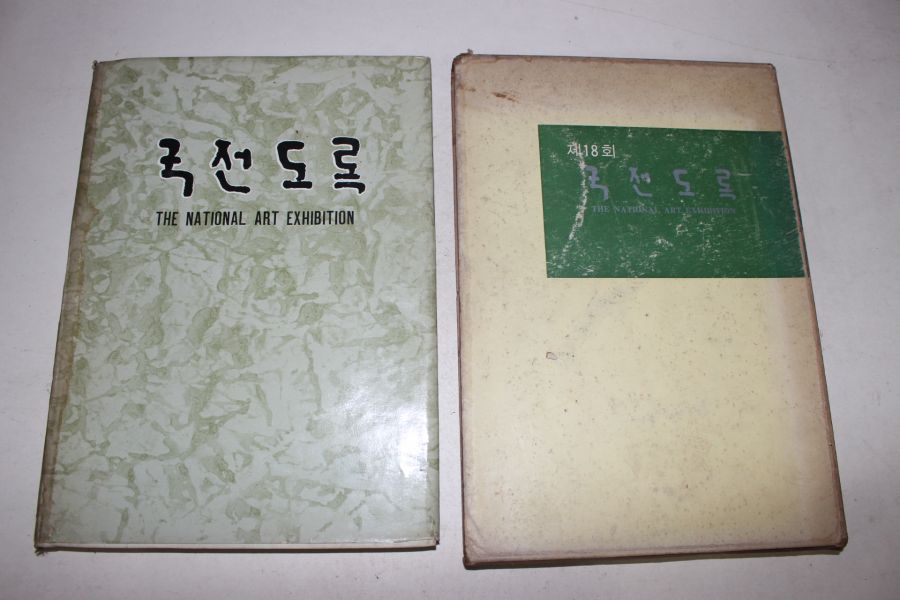 국전도록
THE NATIONAL ART EXHIBITION
제18회
국전도록
THE NATRINAL ART EXHIBITION